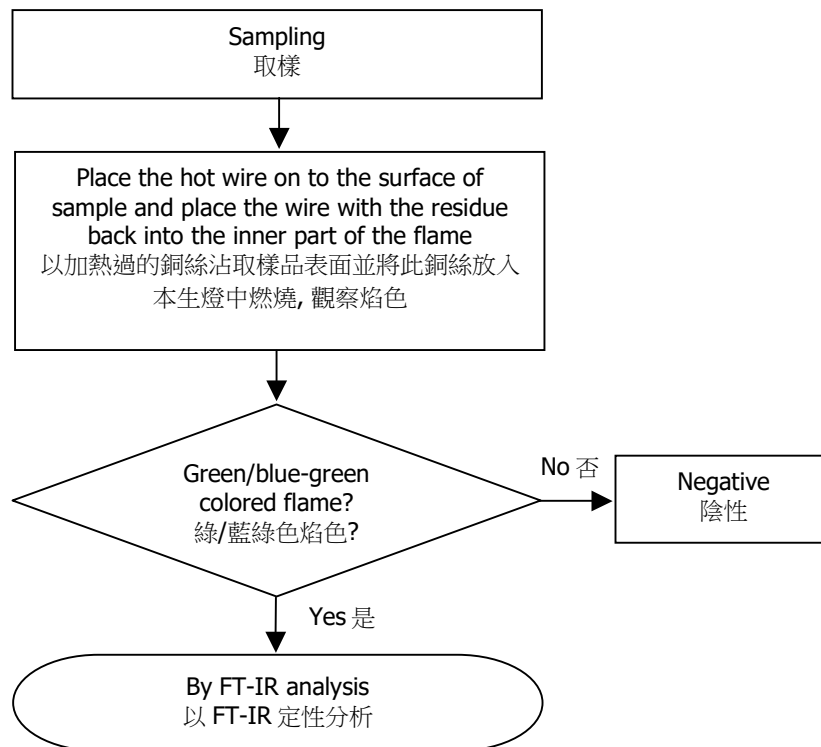 Sampling
取樣
Place the hot wire on to the surface of
sample and place the wire with the residue
back into the inner part of the flame
以加熱過的銅絲沾取樣品表面並將此銅絲放入
本生燈中燃燒, 觀察焰色
Green/blue-green
colored flame?
綠/藍綠色焰色?
No 否
Negative
陰性
Yes 是
By FT-IR analysis
以 FT-IR 定性分析